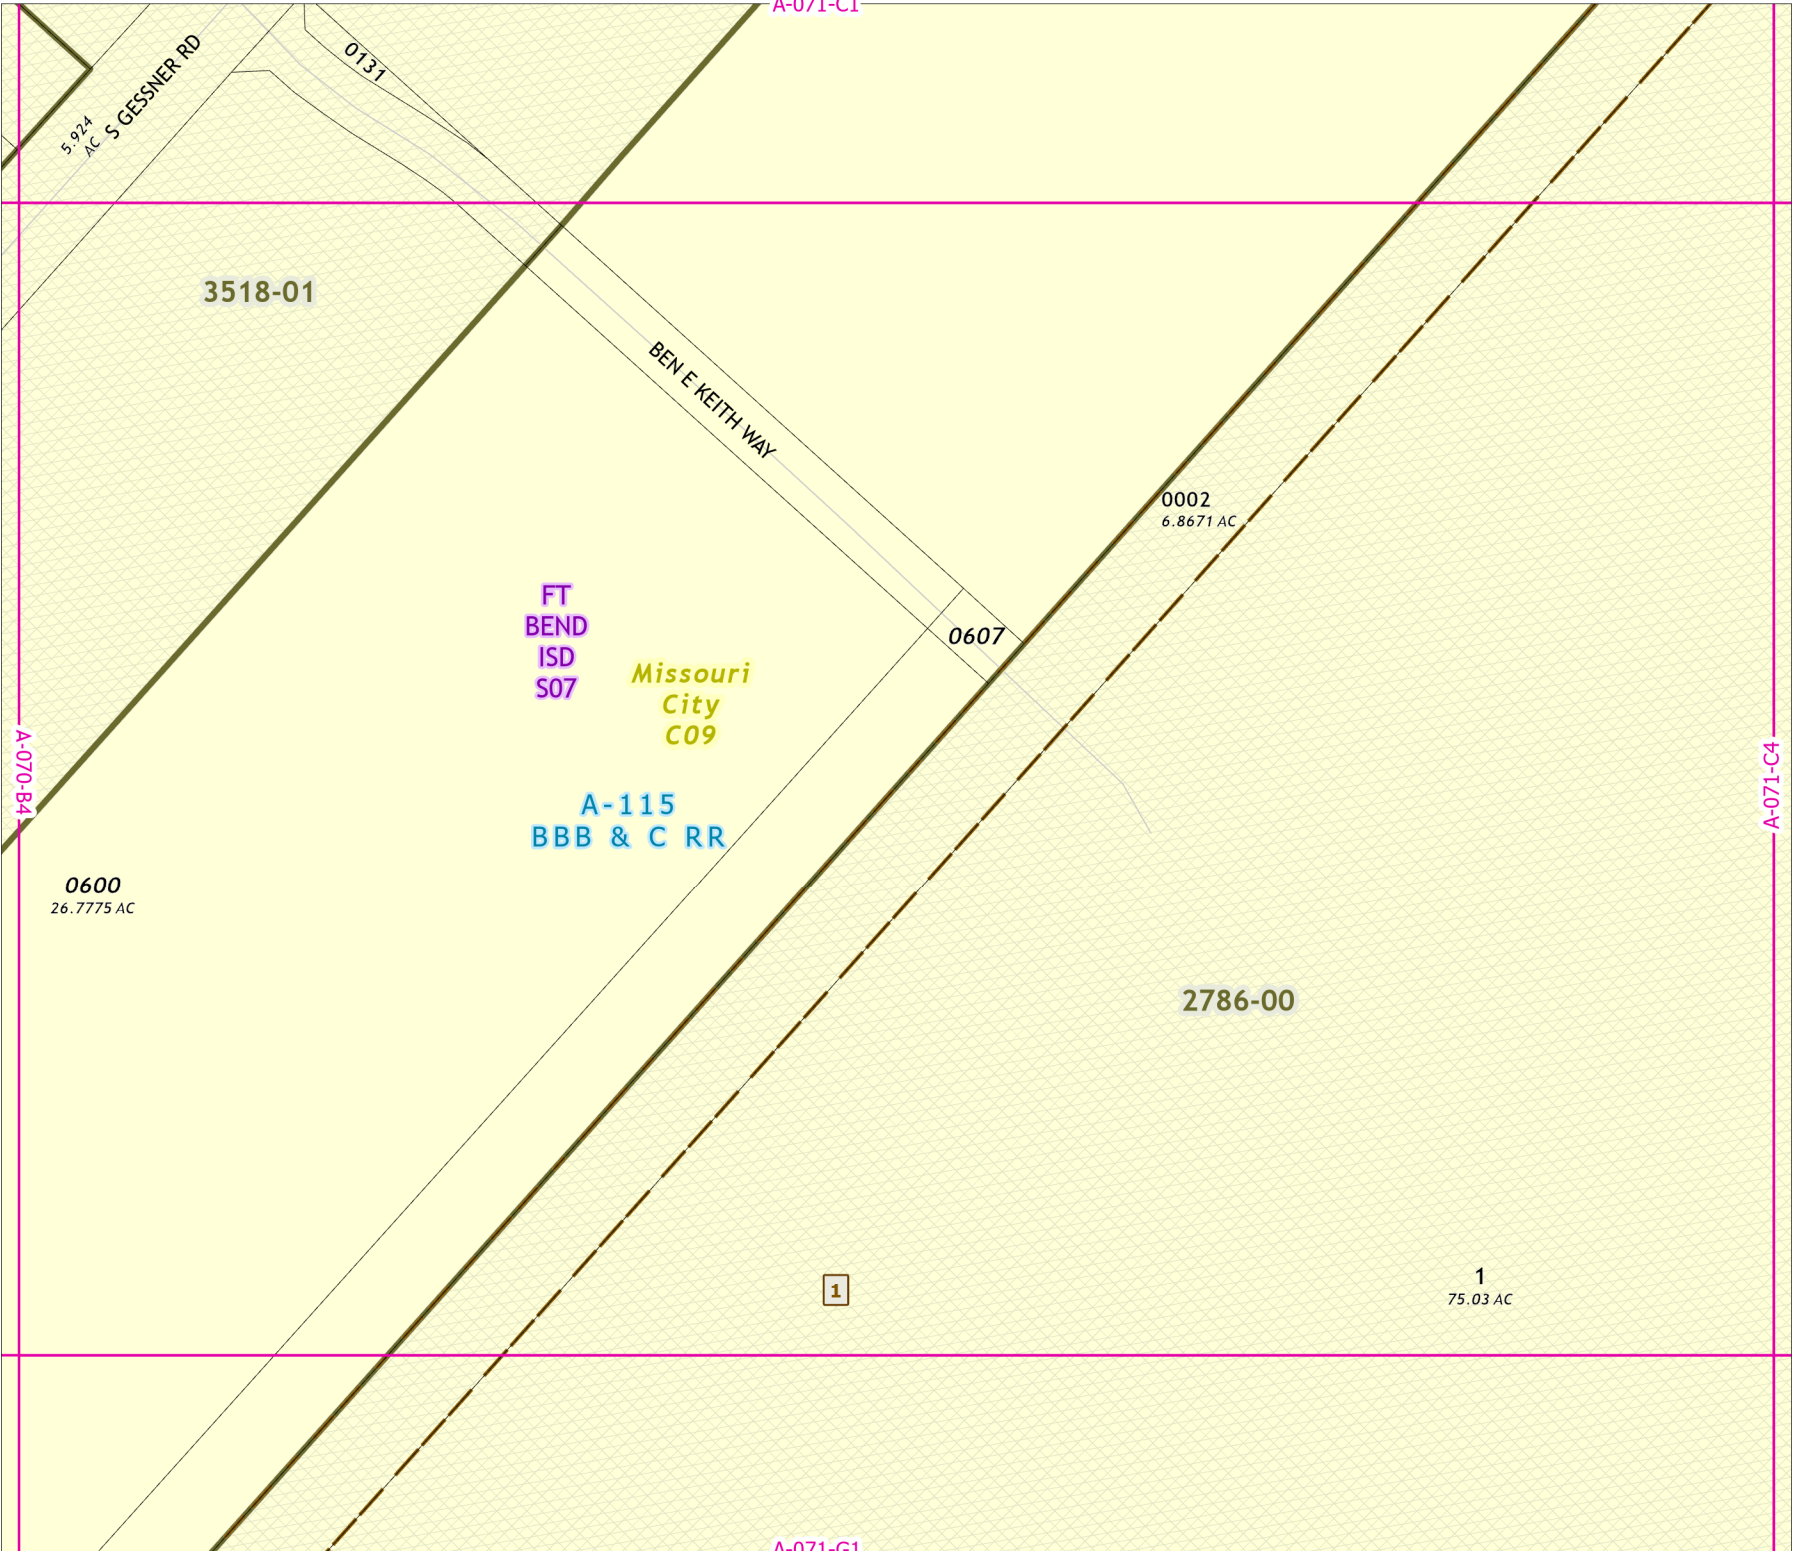 A-071-C1
S GESSNER RD
5.924
AC
0131
3518-01
BEN E KEITH WAY
0002
6.8671 AC
FT
BEND
ISD
S07
0607
Missouri
City
C09
A-070-B4
A-071-C4
A-115
BBB & C RR
0600
26.7775 AC
2786-00
1
1
75.03 AC
A-071-G1